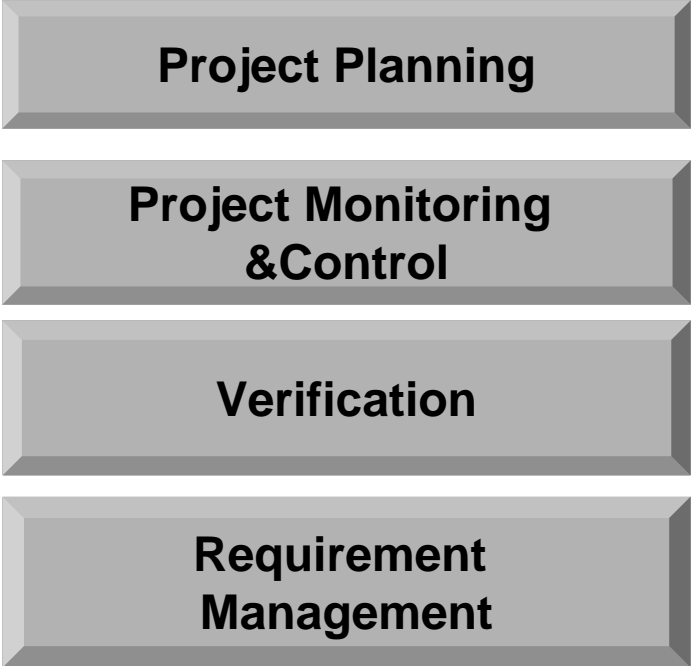 Project Planning
Project Monitoring
&Control
Verification
Requirement
Management